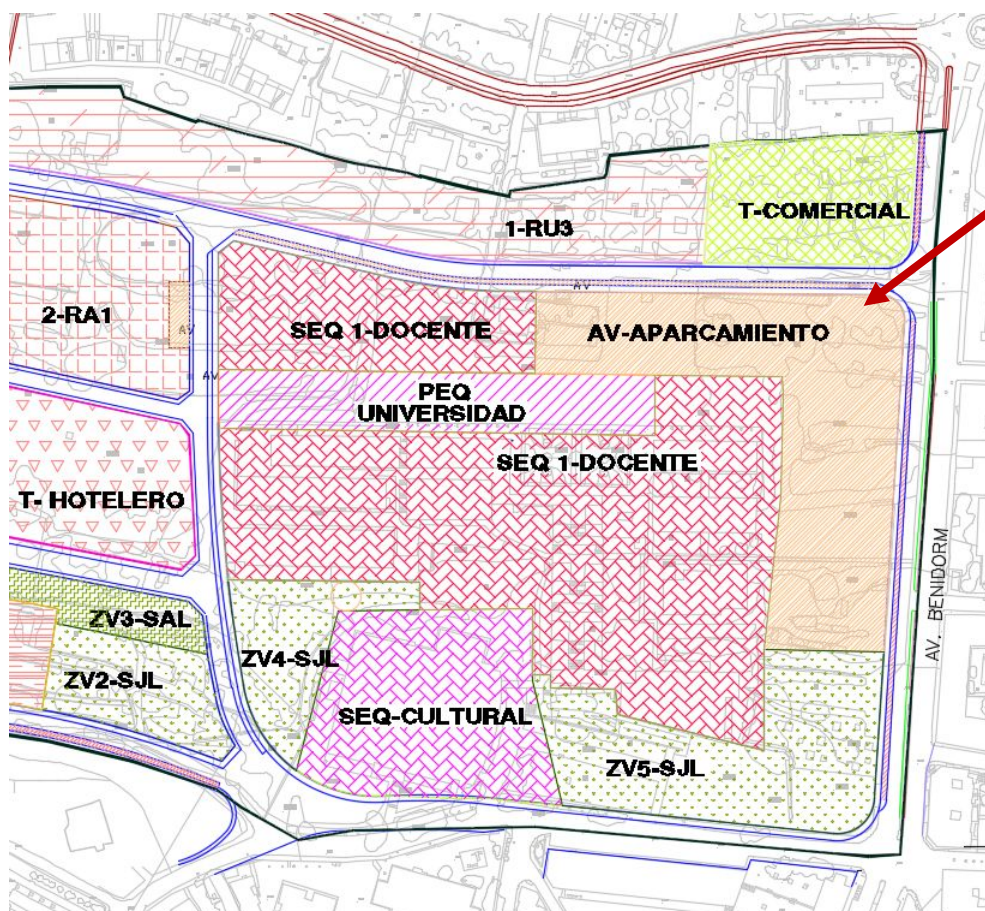 T-COMERCIAL
1-RU3
AV
2-RA1
AV
SEQ 1-DOCENTE
AV-APARCAMIENTO
AV
PEQ
UNIVERSIDAD
SEQ 1-DOCENTE
T- HOTELERO
AV. BENIDORM
ZV3-SAL
ZV4-SJL
ZV2-SJL
SEQ-CULTURAL
ZV5-SJL